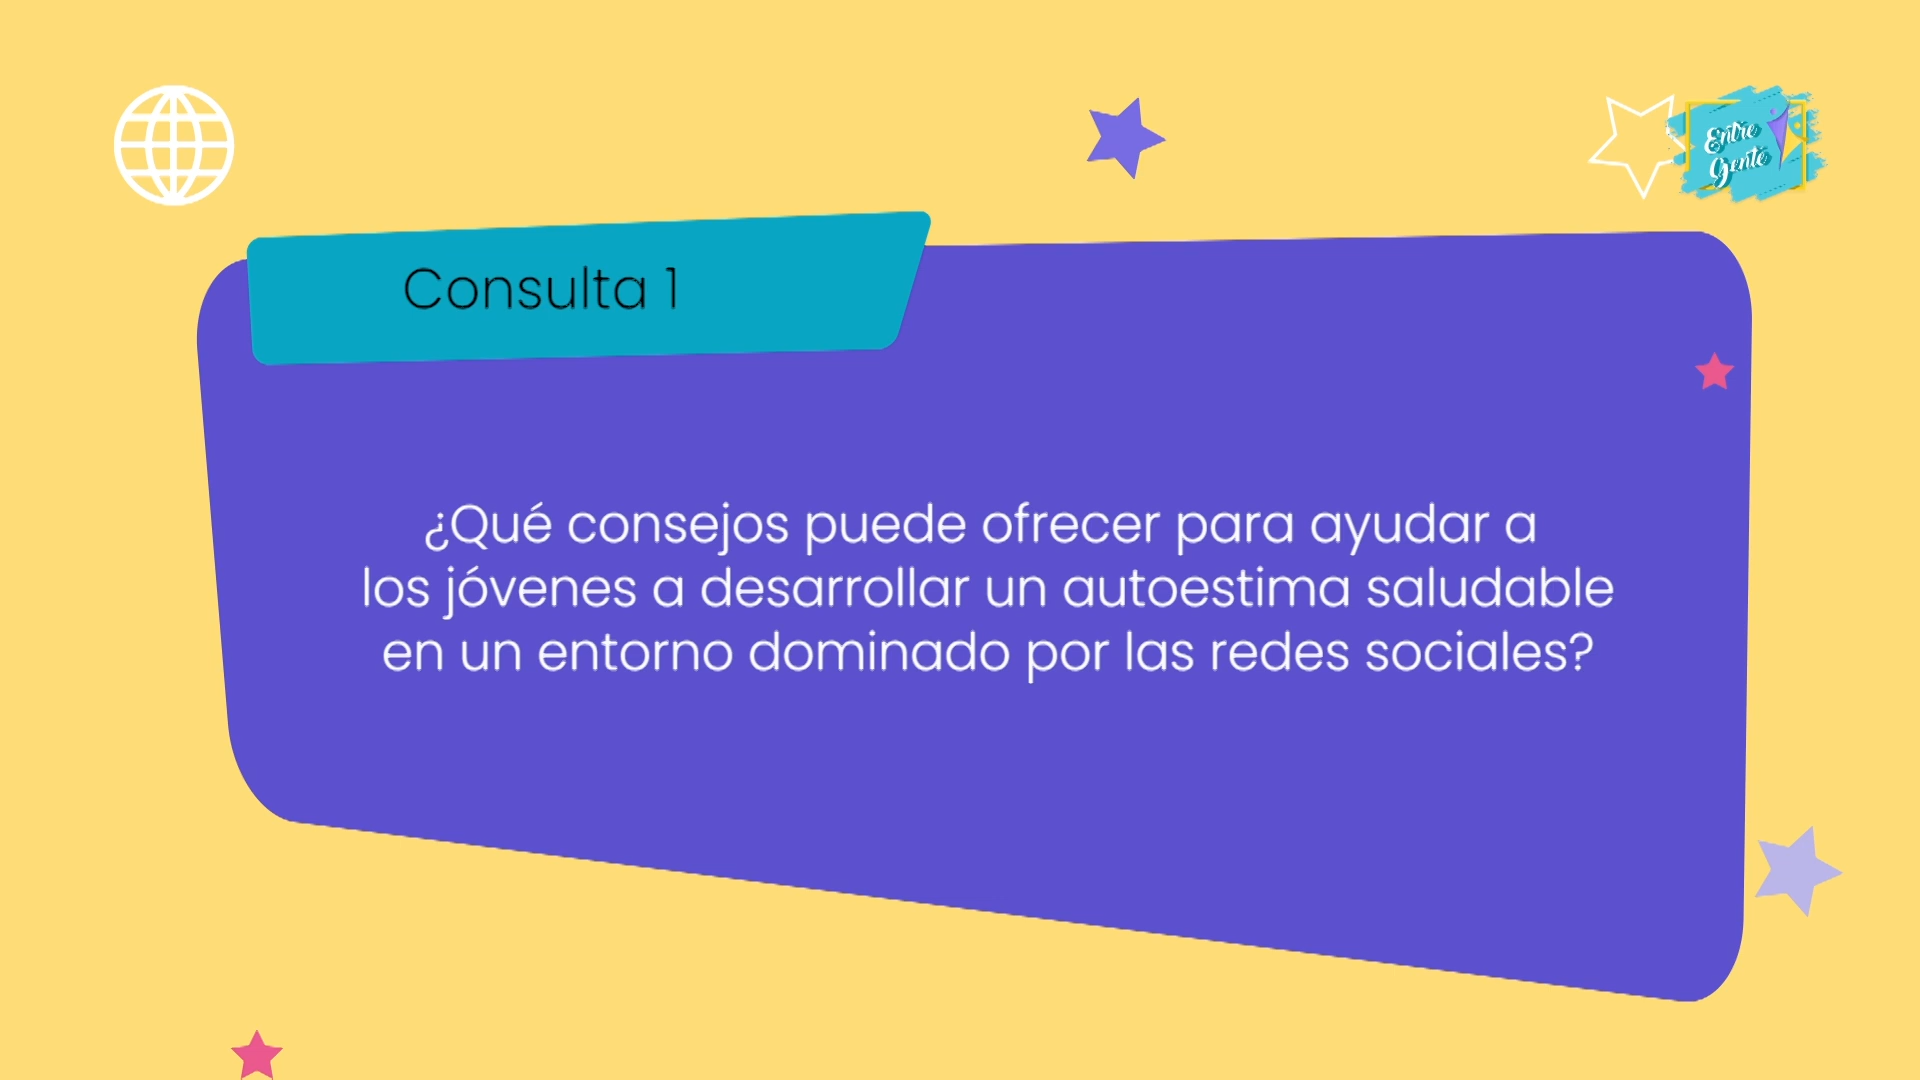 Entre
Gente
Consulta 1
¿Qué consejos puede ofrecer para ayudar a
los jóvenes a desarrollar un autoestima saludable
en un entorno dominado por las redes sociales?